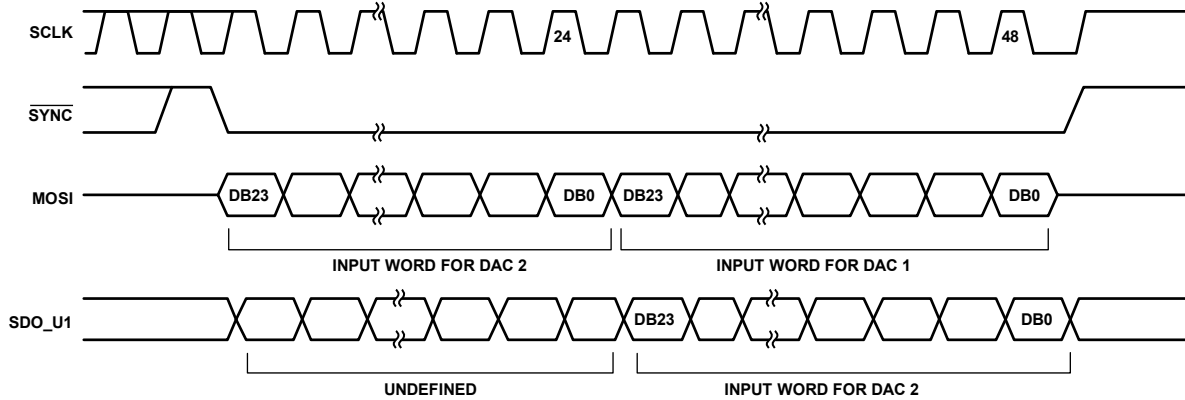 SCLK
24
48
SYNC
MOSI
DB23
DB0
DB23
DB0
INPUT WORD FOR DAC 2
INPUT WORD FOR DAC 1
SDO_U1
DB23
DB0
UNDEFINED
INPUT WORD FOR DAC 2